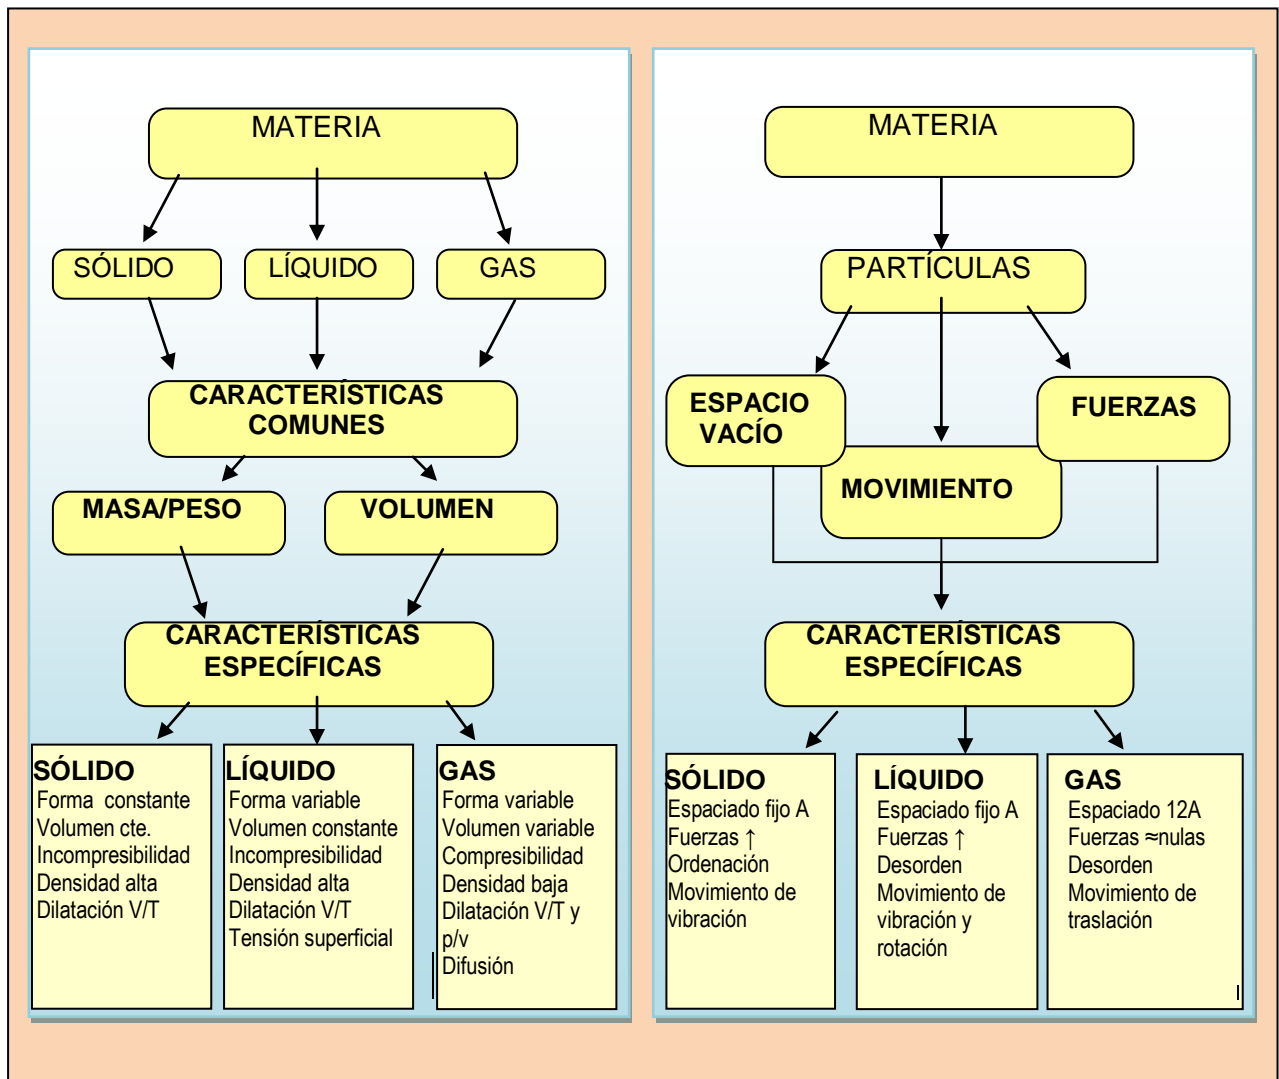 MATERIA
SÓLIDO
LÍQUIDO
GAS
CARACTERÍSTICAS
COMUNES
MASA/PESO
VOLUMEN
CARACTERÍSTICAS
ESPECÍFICAS
SÓLIDO
Forma constante
Volumen cte.
Incompresibilidad
Densidad alta
Dilatación V/T
LÍQUIDO
Forma variable
Volumen constante
Incompresibilidad
Densidad alta
Dilatación V/T
Tensión superficial
GAS
Forma variable
Volumen variable
Compresibilidad
Densidad baja
Dilatación V/T y
p/v
Difusión
MATERIA
PARTÍCULAS
ESPACIO
VACÍO
MOVIMIENTO
FUERZAS
CARACTERÍSTICAS
ESPECÍFICAS
SÓLIDO
Espaciado fijo A
Fuerzas ↑
Ordenación
Movimiento de
vibración
LÍQUIDO
Espaciado fijo A
Fuerzas ↑
Desorden
Movimiento de
vibración y
rotación
GAS
Espaciado 12A
Fuerzas ≈nulas
Desorden
Movimiento de
traslación